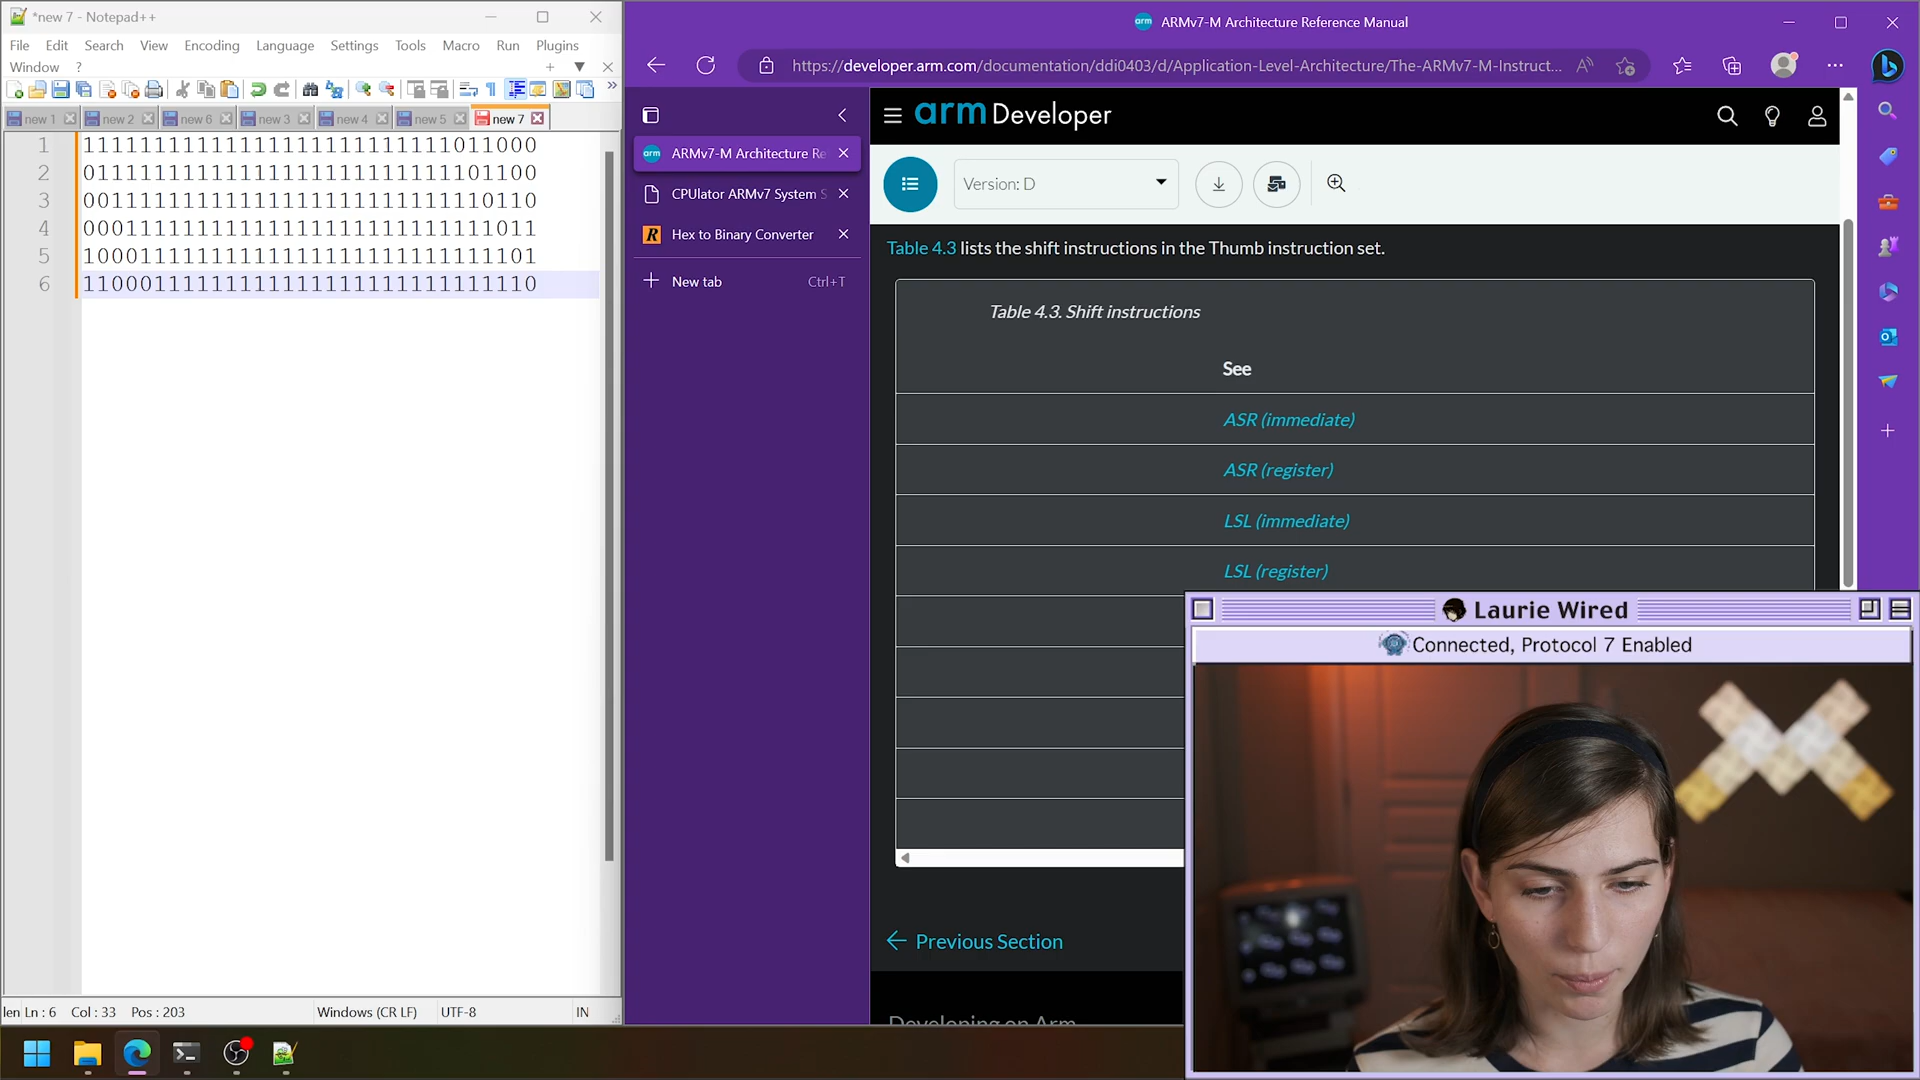 *new 7 - Notepad++
File Edit Search View Encoding Language Settings Tools Macro Run Plugins
Window ?
new 1 new 2 new 6 new 3 new 4 new 5 new 7
1 11111111111111111111111111011000
2 01111111111111111111111111101100
3 00111111111111111111111111110110
4 00011111111111111111111111111011
5 10001111111111111111111111111101
6 11000111111111111111111111111110
len Ln : 6 Col : 33 Pos : 203 Windows (CR LF) UTF-8 IN
arm ARMv7-M Architecture Reference Manual
https://developer.arm.com/documentation/ddi0403/d/Application-Level-Architecture/The-ARMv7-M-Instruct...
arm ARMv7-M Architecture Re
CPUlator ARMv7 System S
R Hex to Binary Converter
New tab Ctrl+T
arm Developer
Version: D
Table 4.3 lists the shift instructions in the Thumb instruction set.
Table 4.3. Shift instructions
See
ASR (immediate)
ASR (register)
LSL (immediate)
LSL (register)
Previous Section
Developing on Arm
Laurie Wired
Connected, Protocol 7 Enabled